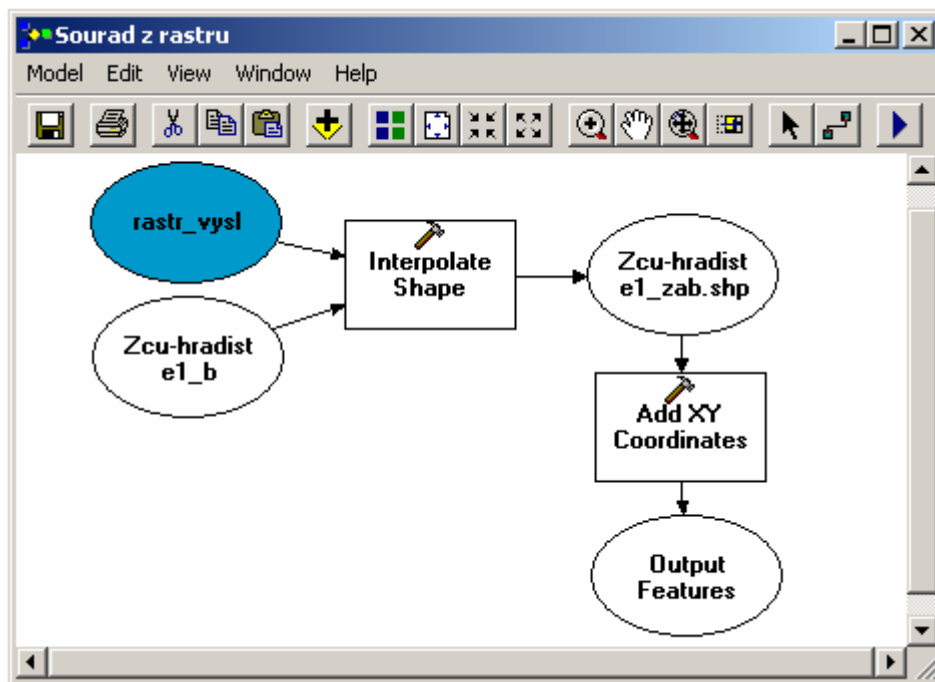 Sourad z rastru
Model Edit View Window Help
rastr_vysl
Interpolate
Shape
Zcu-hradist
e1_zab.shp
Zcu-hradist
e1_b
Add XY
Coordinates
Output
Features